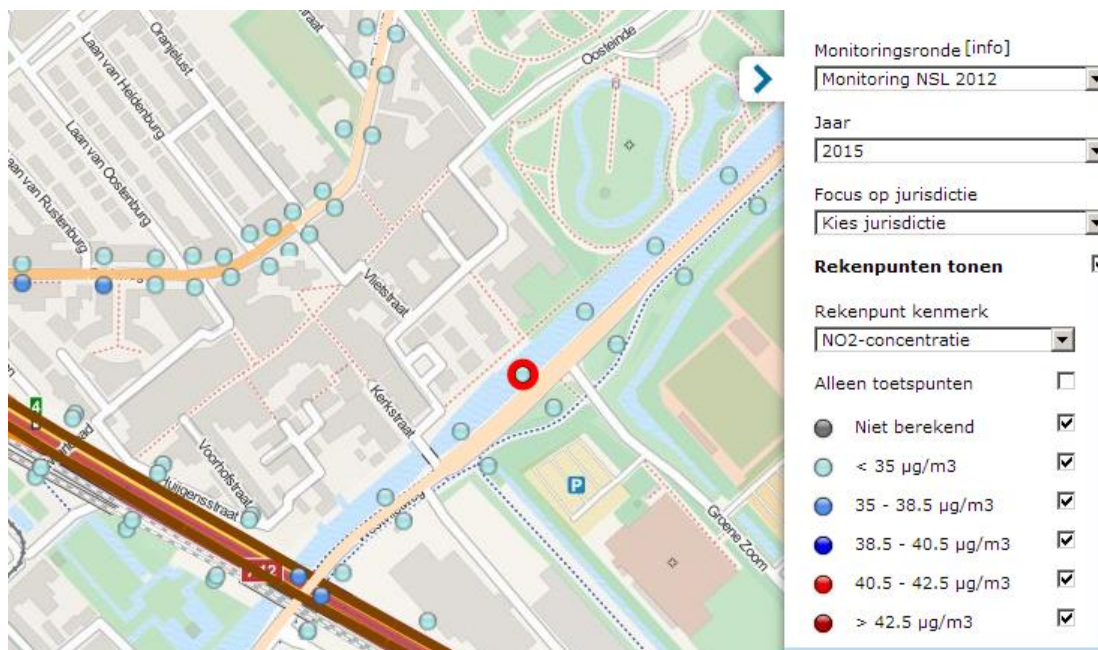 Oosteinde
Oranjelust
Laan van Heldenburg
Laan van Oostenburg
Laan van Rustenburg
Vlietstraat
Kerkstraat
Voorhofstraat
Huijgensstraat
Groene Zoom
P
4
Monitoringsronde [info]
Monitoring NSL 2012
Jaar
2015
Focus op jurisdictie
Kies jurisdictie
Rekenpunten tonen
Rekenpunt kenmerk
NO2-concentratie
Alleen toetspunten
Niet berekend
< 35 µg/m3
35 - 38.5 µg/m3
38.5 - 40.5 µg/m3
40.5 - 42.5 µg/m3
> 42.5 µg/m3